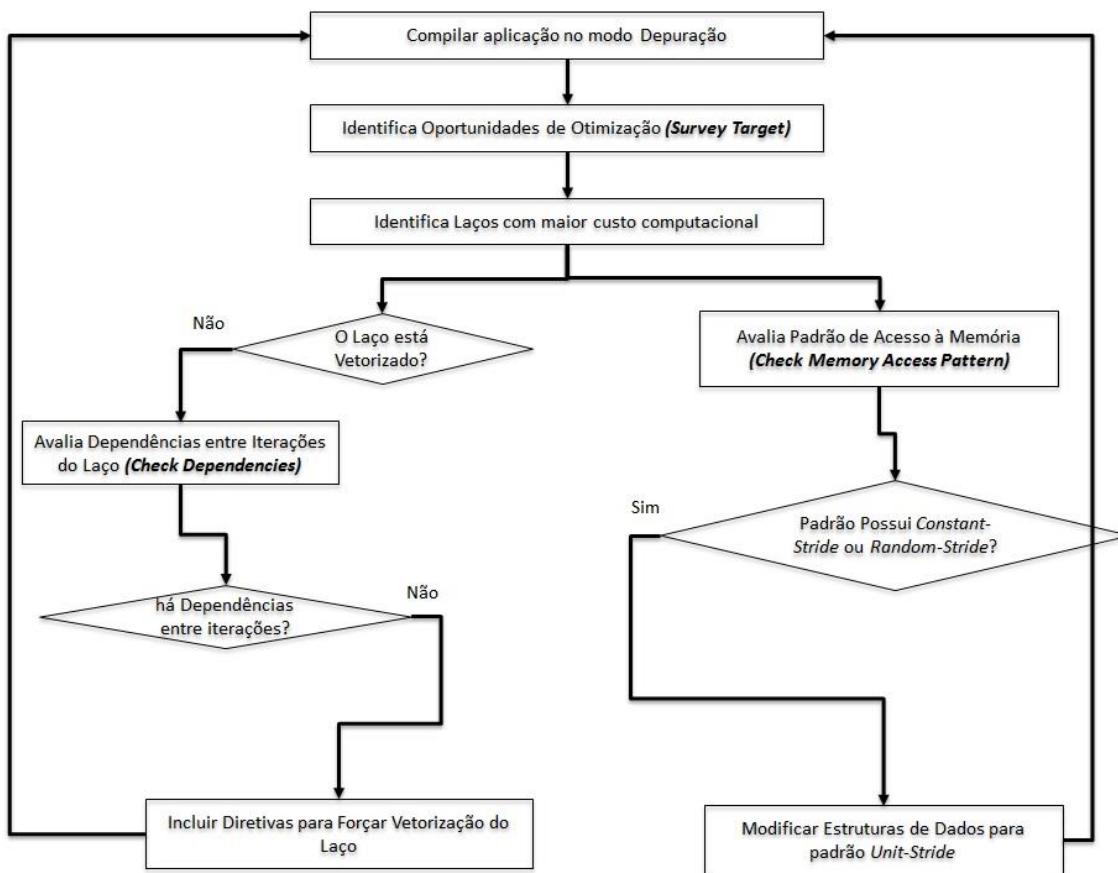 Compilar aplicação no modo Depuração
Identifica Oportunidades de Otimização (Survey Target)
Identifica Laços com maior custo computacional
Não
O Laço está
Vetorizado?
Avalia Padrão de Acesso à Memória
(Check Memory Access Pattern)
Avalia Dependências entre Iterações
do Laço (Check Dependencies)
Sim
Padrão Possui Constant-
Stride ou Random-Stride?
há Dependências
entre iterações?
Não
Incluir Diretivas para Forçar Vetorização do
Laço
Modificar Estruturas de Dados para
padrão Unit-Stride